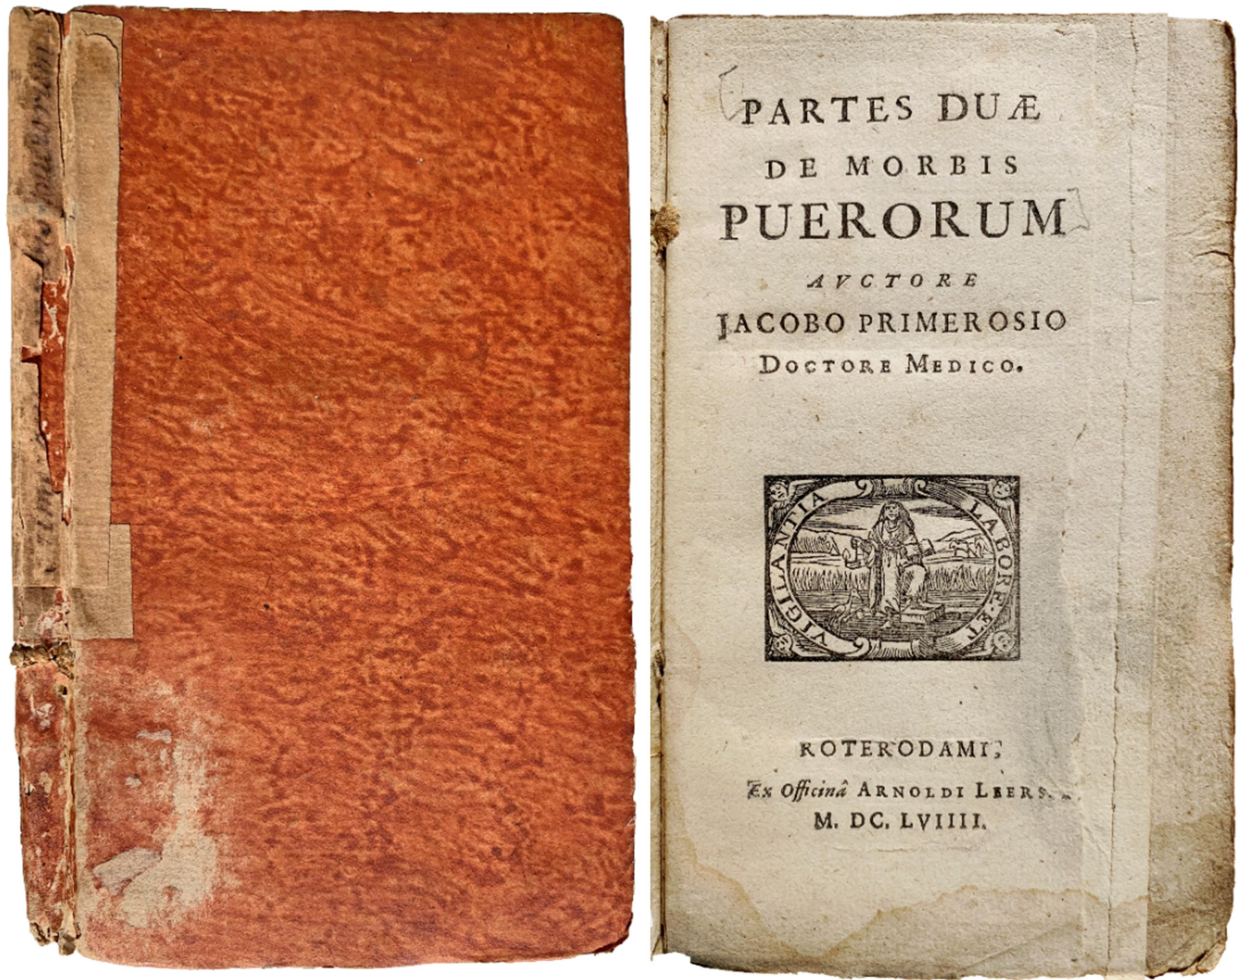 PARTES DUÆ
DE MORBIS
PUERORUM
AVCTORE
JACOBO PRIMEROSIO
DOCTORE MEDICO.
VIGILANTIA
LABORE·ET
ROTERODAMI,
Ex Officinâ ARNOLDI LEERS.
M. DC. LVIIII.